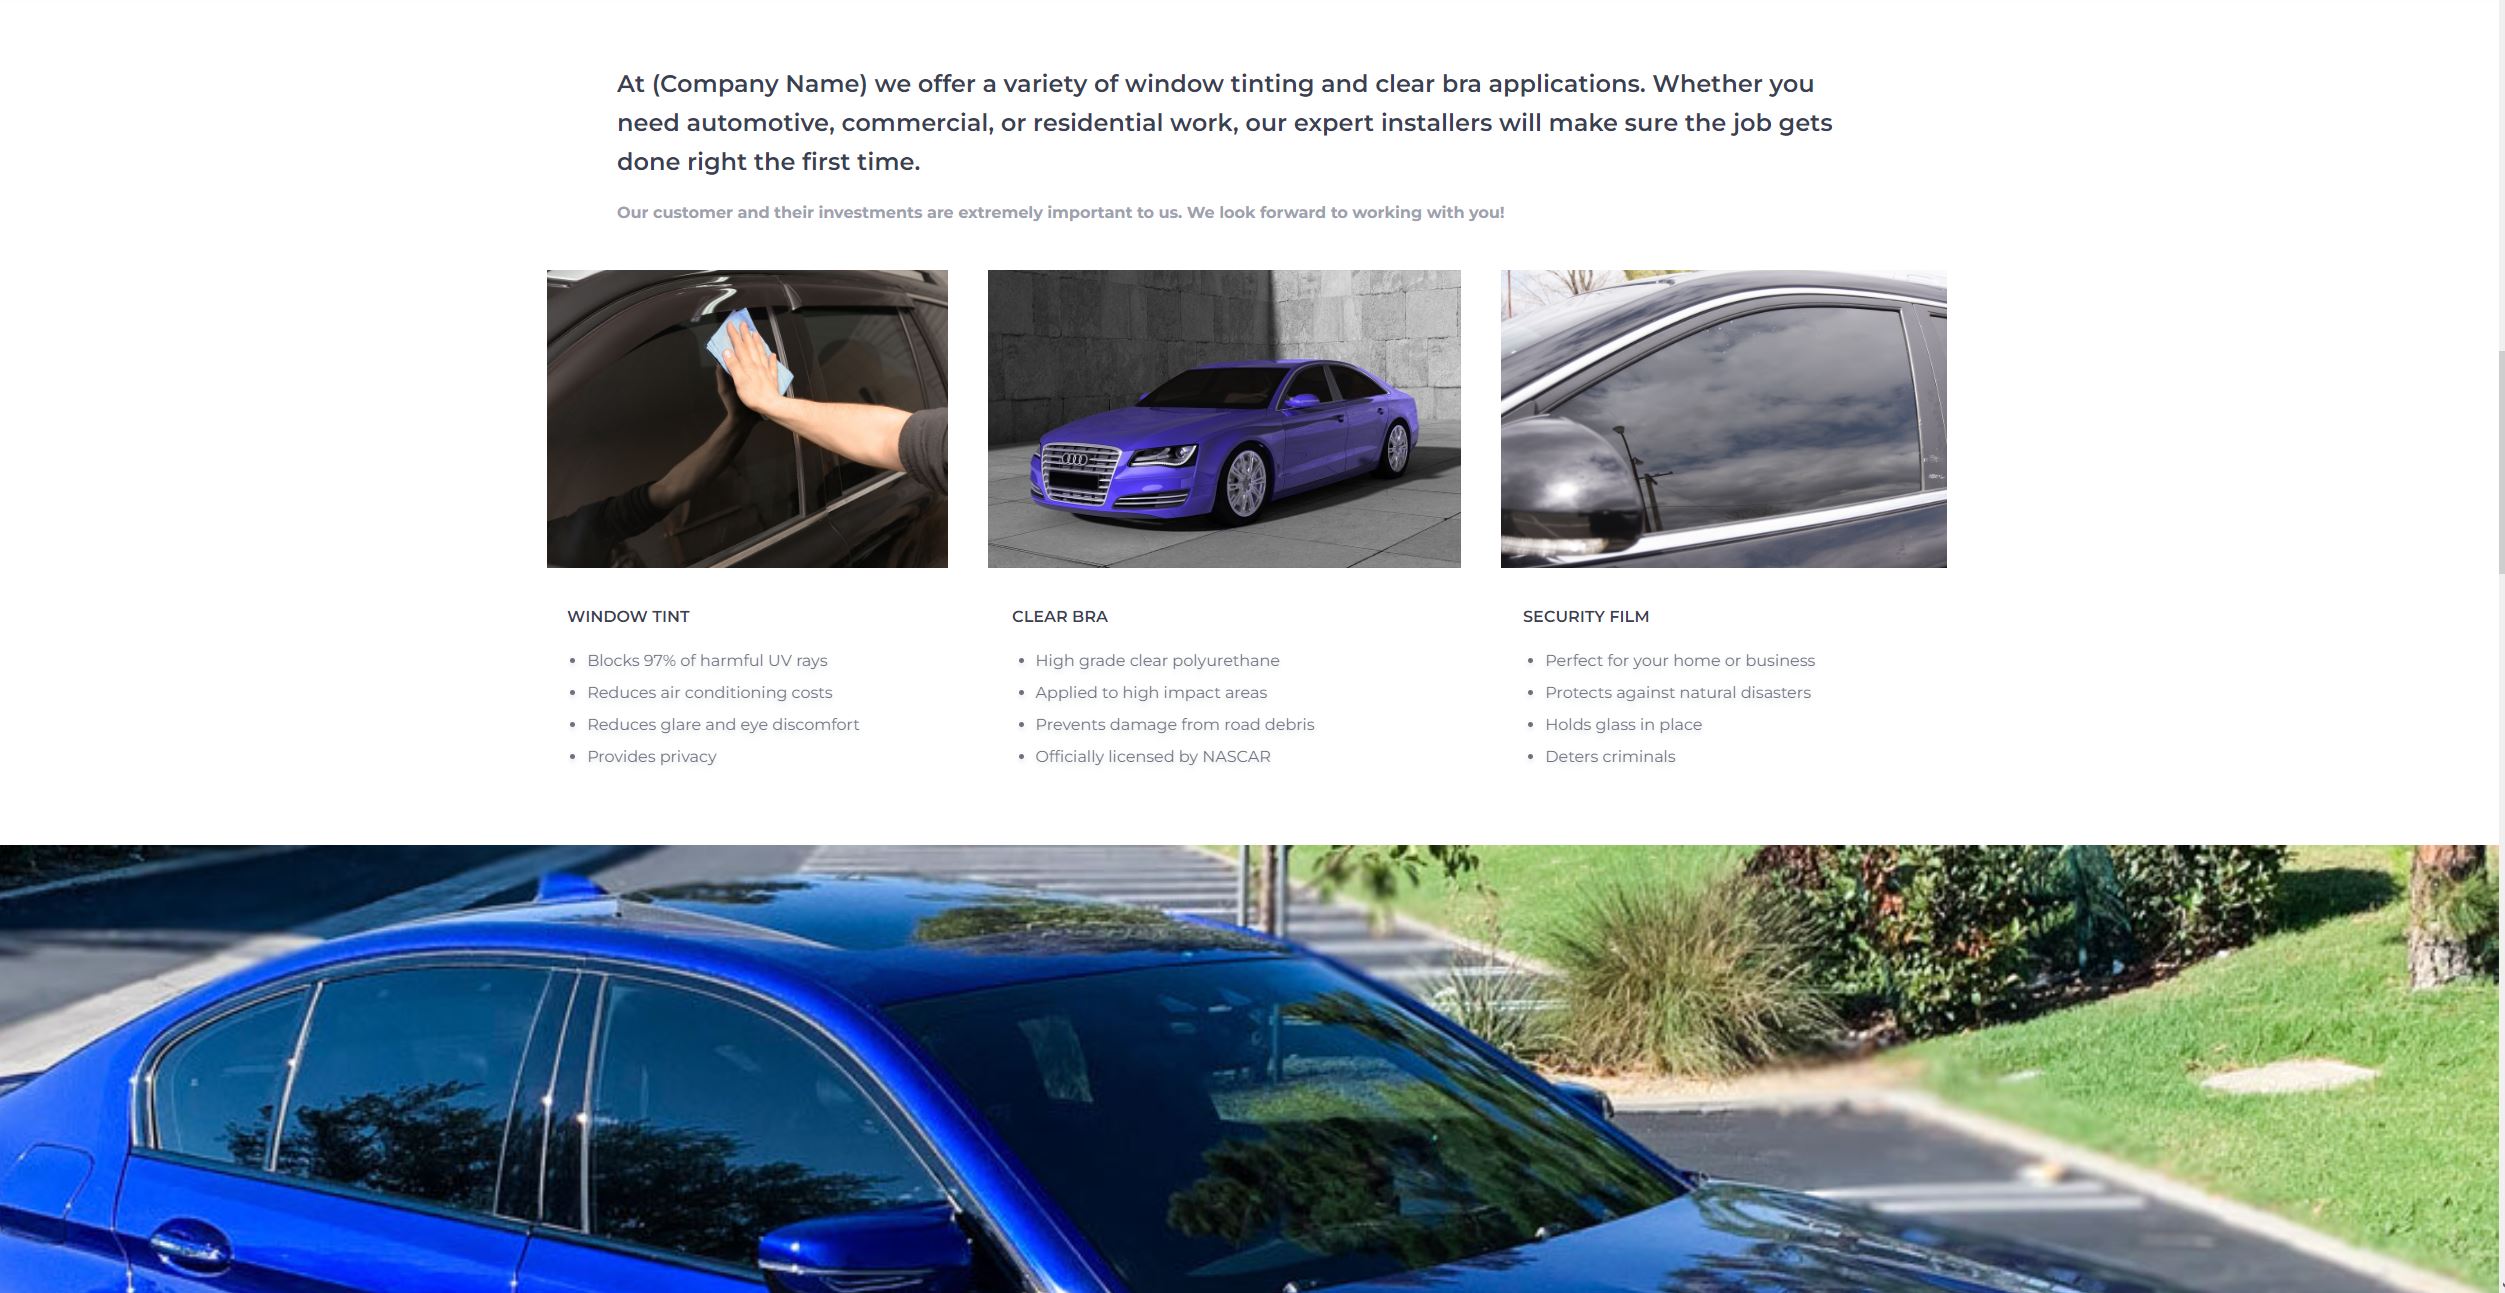 At (Company Name) we offer a variety of window tinting and clear bra applications. Whether you
need automotive, commercial, or residential work, our expert installers will make sure the job gets
done right the first time.
Our customer and their investments are extremely important to us. We look forward to working with you!
WINDOW TINT
Blocks 97% of harmful UV rays
Reduces air conditioning costs
Reduces glare and eye discomfort
Provides privacy
CLEAR BRA
High grade clear polyurethane
Applied to high impact areas
Prevents damage from road debris
Officially licensed by NASCAR
SECURITY FILM
Perfect for your home or business
Protects against natural disasters
Holds glass in place
Deters criminals